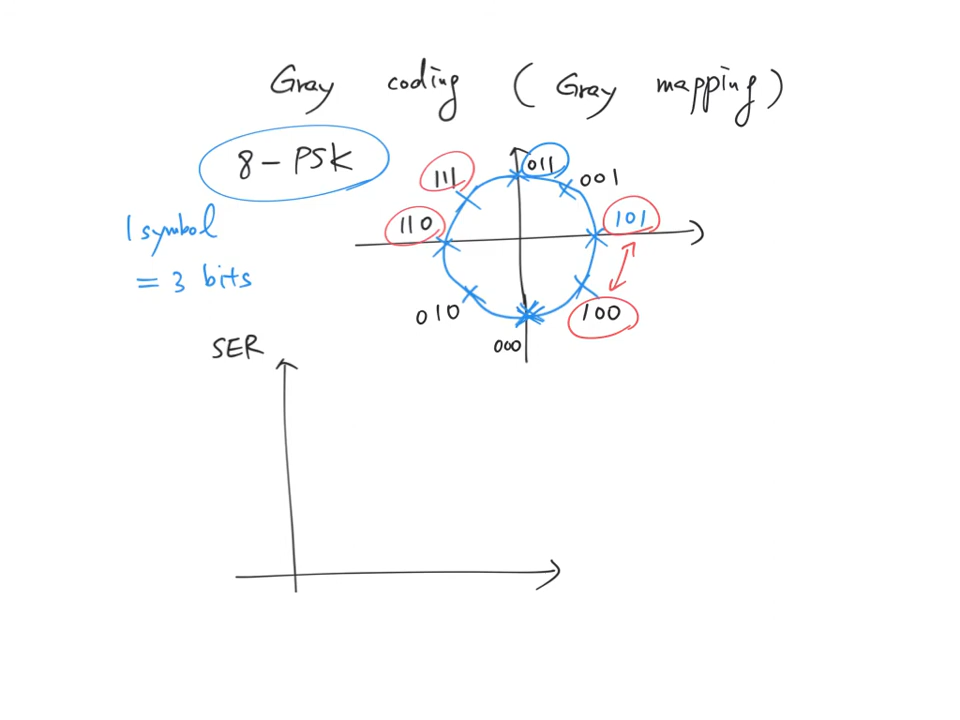 Gray coding (Gray mapping)
8-PSK
1 symbol
= 3 bits
011
001
111
101
110
010
100
000
SER